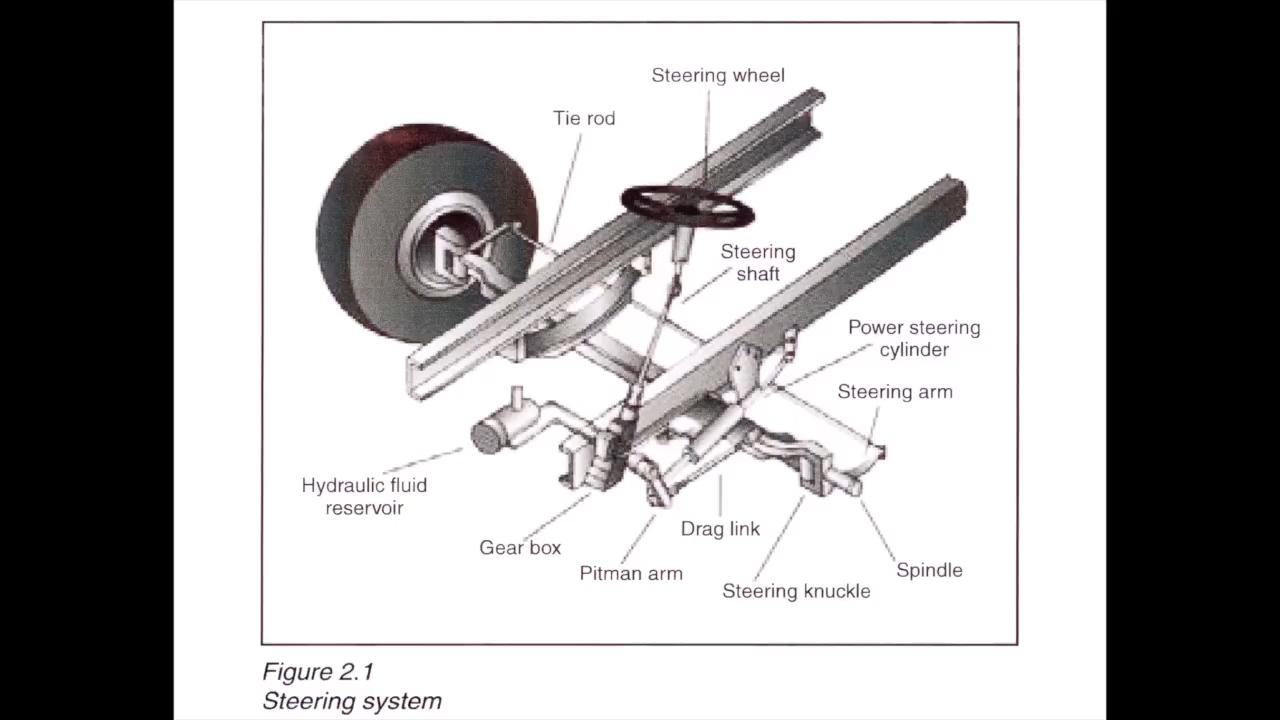 Steering wheel
Tie rod
Steering
shaft
Power steering
cylinder
Steering arm
Hydraulic fluid
reservoir
Gear box
Pitman arm
Drag link
Steering knuckle
Spindle
Figure 2.1
Steering system